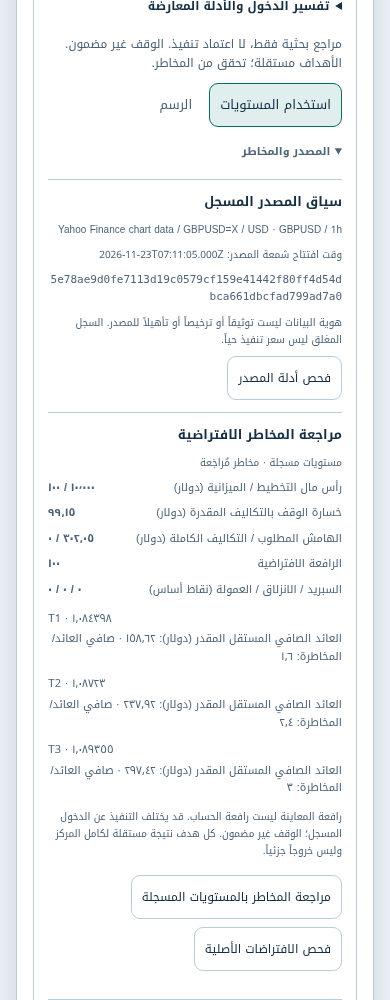 ◀ تفسير الدخول والأدلة المعارضة
مراجع بحثية فقط، لا اعتماد تنفيذ. الوقف غير مضمون.
الأهداف مستقلة؛ تحقق من المخاطر.
استخدام المستويات
الرسم
▼ المصدر والمخاطر
سياق المصدر المسجل
Yahoo Finance chart data / GBPUSD=X / USD · GBPUSD / 1h
وقت افتتاح شمعة المصدر: 2026-11-23T07:11:05.000Z
5e78ae9d0fe7113d19c0579cf159e41442f80ff4d54d
bca661dbcfad799ad7a0
هوية البيانات ليست توثيقاً أو ترخيصاً أو تأهيلاً للمصدر. السجل
المغلق ليس سعر تنفيذ حياً.
فحص أدلة المصدر
مراجعة المخاطر الافتراضية
مستويات مسجلة · مخاطر مُراجَعة
رأس مال التخطيط / الميزانية (دولار) ١٠٬٠٠٠ / ١٠٠
خسارة الوقف بالتكاليف المقدرة (دولار) ٩٩٫١٥
الهامش المطلوب / التكاليف الكاملة (دولار) ٣٠٢٫٠٥ / ٠
الرافعة الافتراضية ١٠٠
السبريد / الانزلاق / العمولة (نقاط أساس) ٠ / ٠ / ٠
T1 · ١٫٠٨٤٣٩٨
العائد الصافي المستقل المقدر (دولار): ١٥٨٫٦٢ · صافي العائد/
المخاطرة: ١٫٦
T2 · ١٫٠٨٧٢٣
العائد الصافي المستقل المقدر (دولار): ٢٣٧٫٩٢ · صافي العائد/
المخاطرة: ٢٫٤
T3 · ١٫٠٨٩٣٥٥
العائد الصافي المستقل المقدر (دولار): ٢٩٧٫٤٢ · صافي العائد/
المخاطرة: ٣
رافعة المعاينة ليست رافعة الحساب. قد يختلف التنفيذ عن الدخول
المسجل؛ الوقف غير مضمون. كل هدف نتيجة مستقلة لكامل المركز
وليس خروجاً جزئياً.
مراجعة المخاطر بالمستويات المسجلة
فحص الافتراضات الأصلية